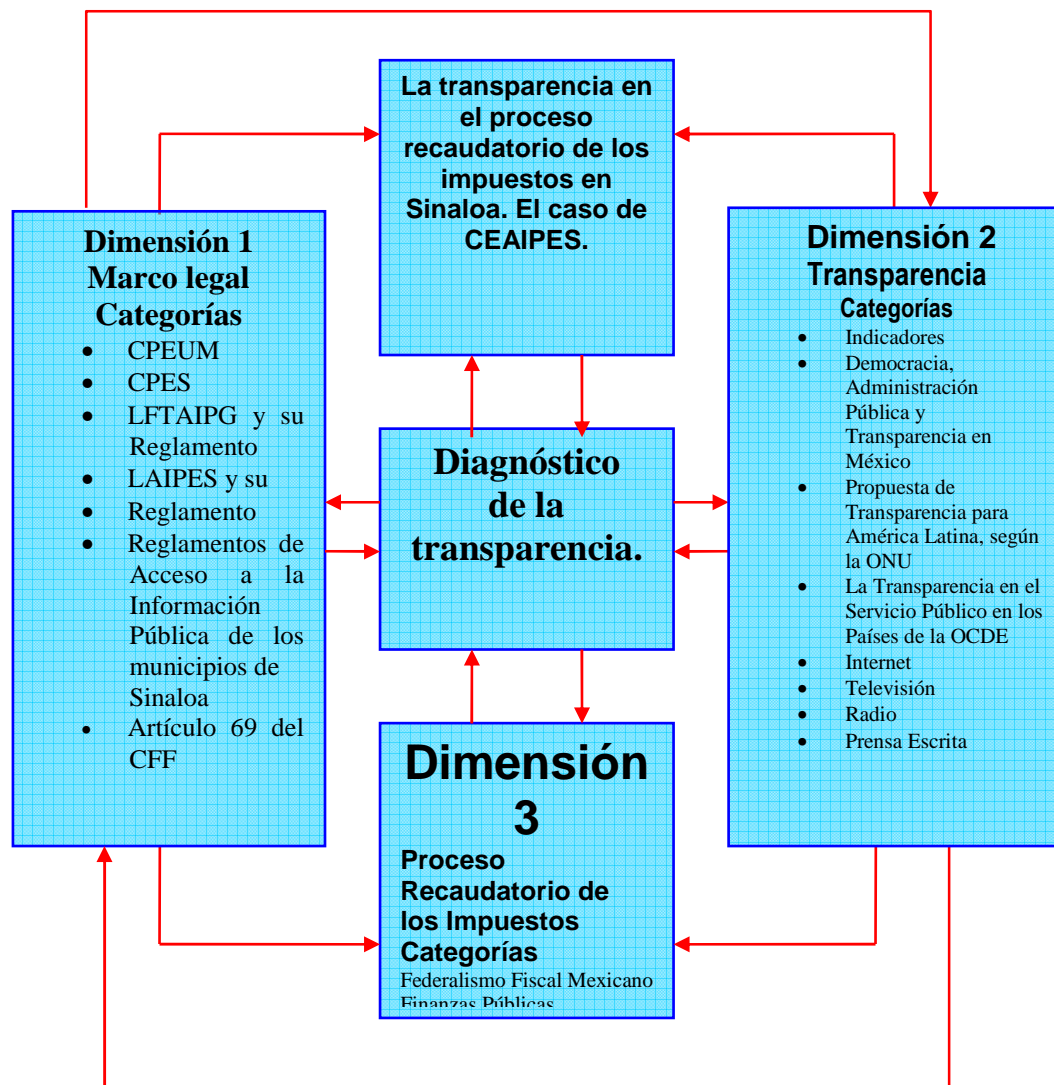 La transparencia en
el proceso
recaudatorio de los
impuestos en
Sinaloa. El caso de
CEAIPES.
Dimensión 1
Marco legal
Categorías
• CPEUM
• CPES
• LFTAIPG y su
Reglamento
• LAIPES y su
• Reglamento
• Reglamentos de
Acceso a la
Información
Pública de los
municipios de
Sinaloa
• Artículo 69 del
CFF
Diagnóstico
de la
transparencia.
Dimensión 2
Transparencia
Categorías
• Indicadores
• Democracia,
Administración
Pública y
Transparencia en
México
• Propuesta de
Transparencia para
América Latina, según
la ONU
• La Transparencia en el
Servicio Público en los
Países de la OCDE
• Internet
• Televisión
• Radio
• Prensa Escrita
Dimensión
3
Proceso
Recaudatorio de
los Impuestos
Categorías
Federalismo Fiscal Mexicano
Finanzas Públicas